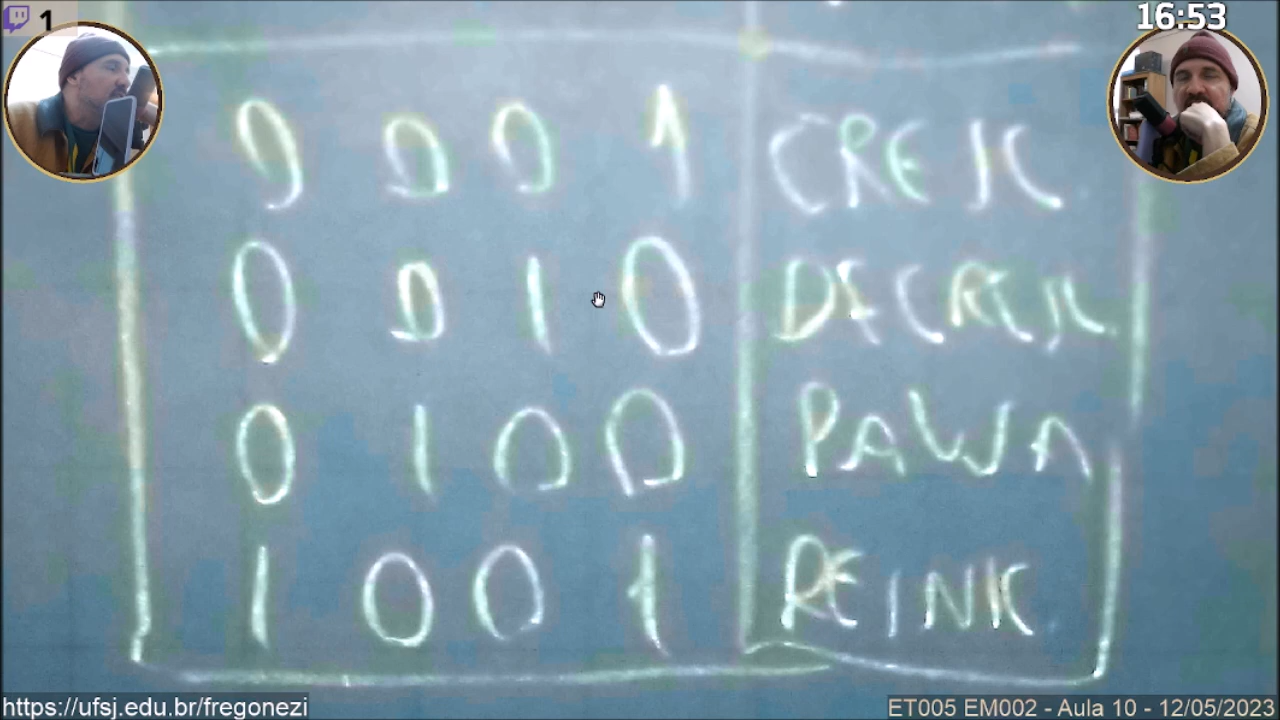 1
16:53
0 0 0 1 CRESC
0 0 1 0 DECRESC
0 1 0 0 PAUSA
1 0 0 1 REINIC
https://ufsj.edu.br/fregonezi
ET005 EM002 - Aula 10 - 12/05/2023